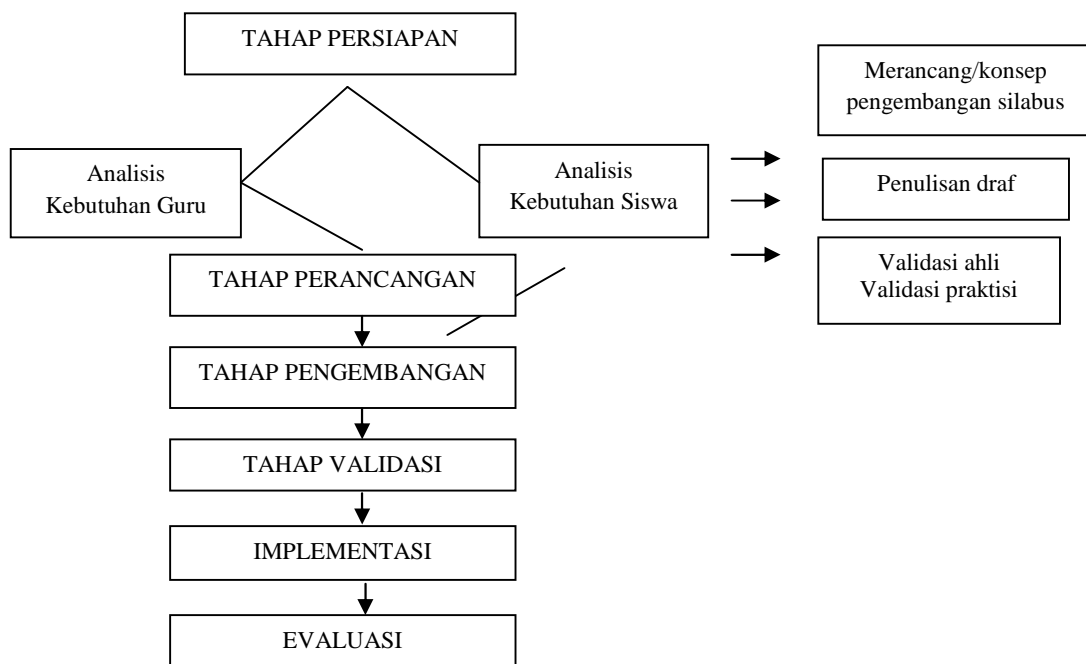 TAHAP PERSIAPAN
Merancang/konsep
pengembangan silabus
Analisis
Kebutuhan Guru
Analisis
Kebutuhan Siswa
Penulisan draf
TAHAP PERANCANGAN
Validasi ahli
Validasi praktisi
TAHAP PENGEMBANGAN
TAHAP VALIDASI
IMPLEMENTASI
EVALUASI